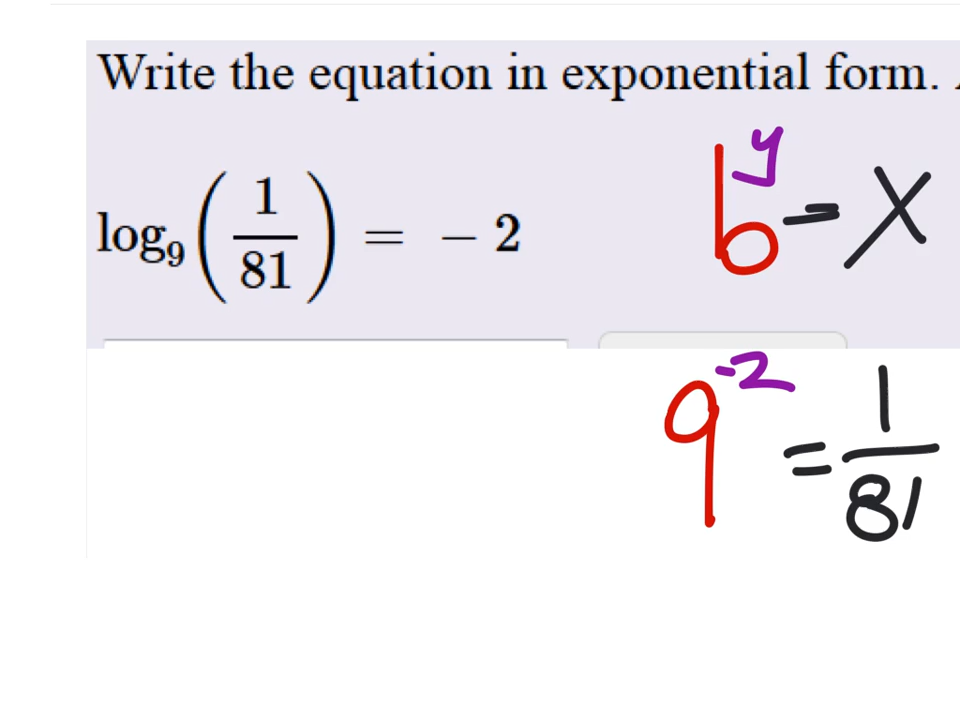 Write the equation in exponential form.
log₉(1/81) = − 2
b^y = x
9^-2 = 1/81